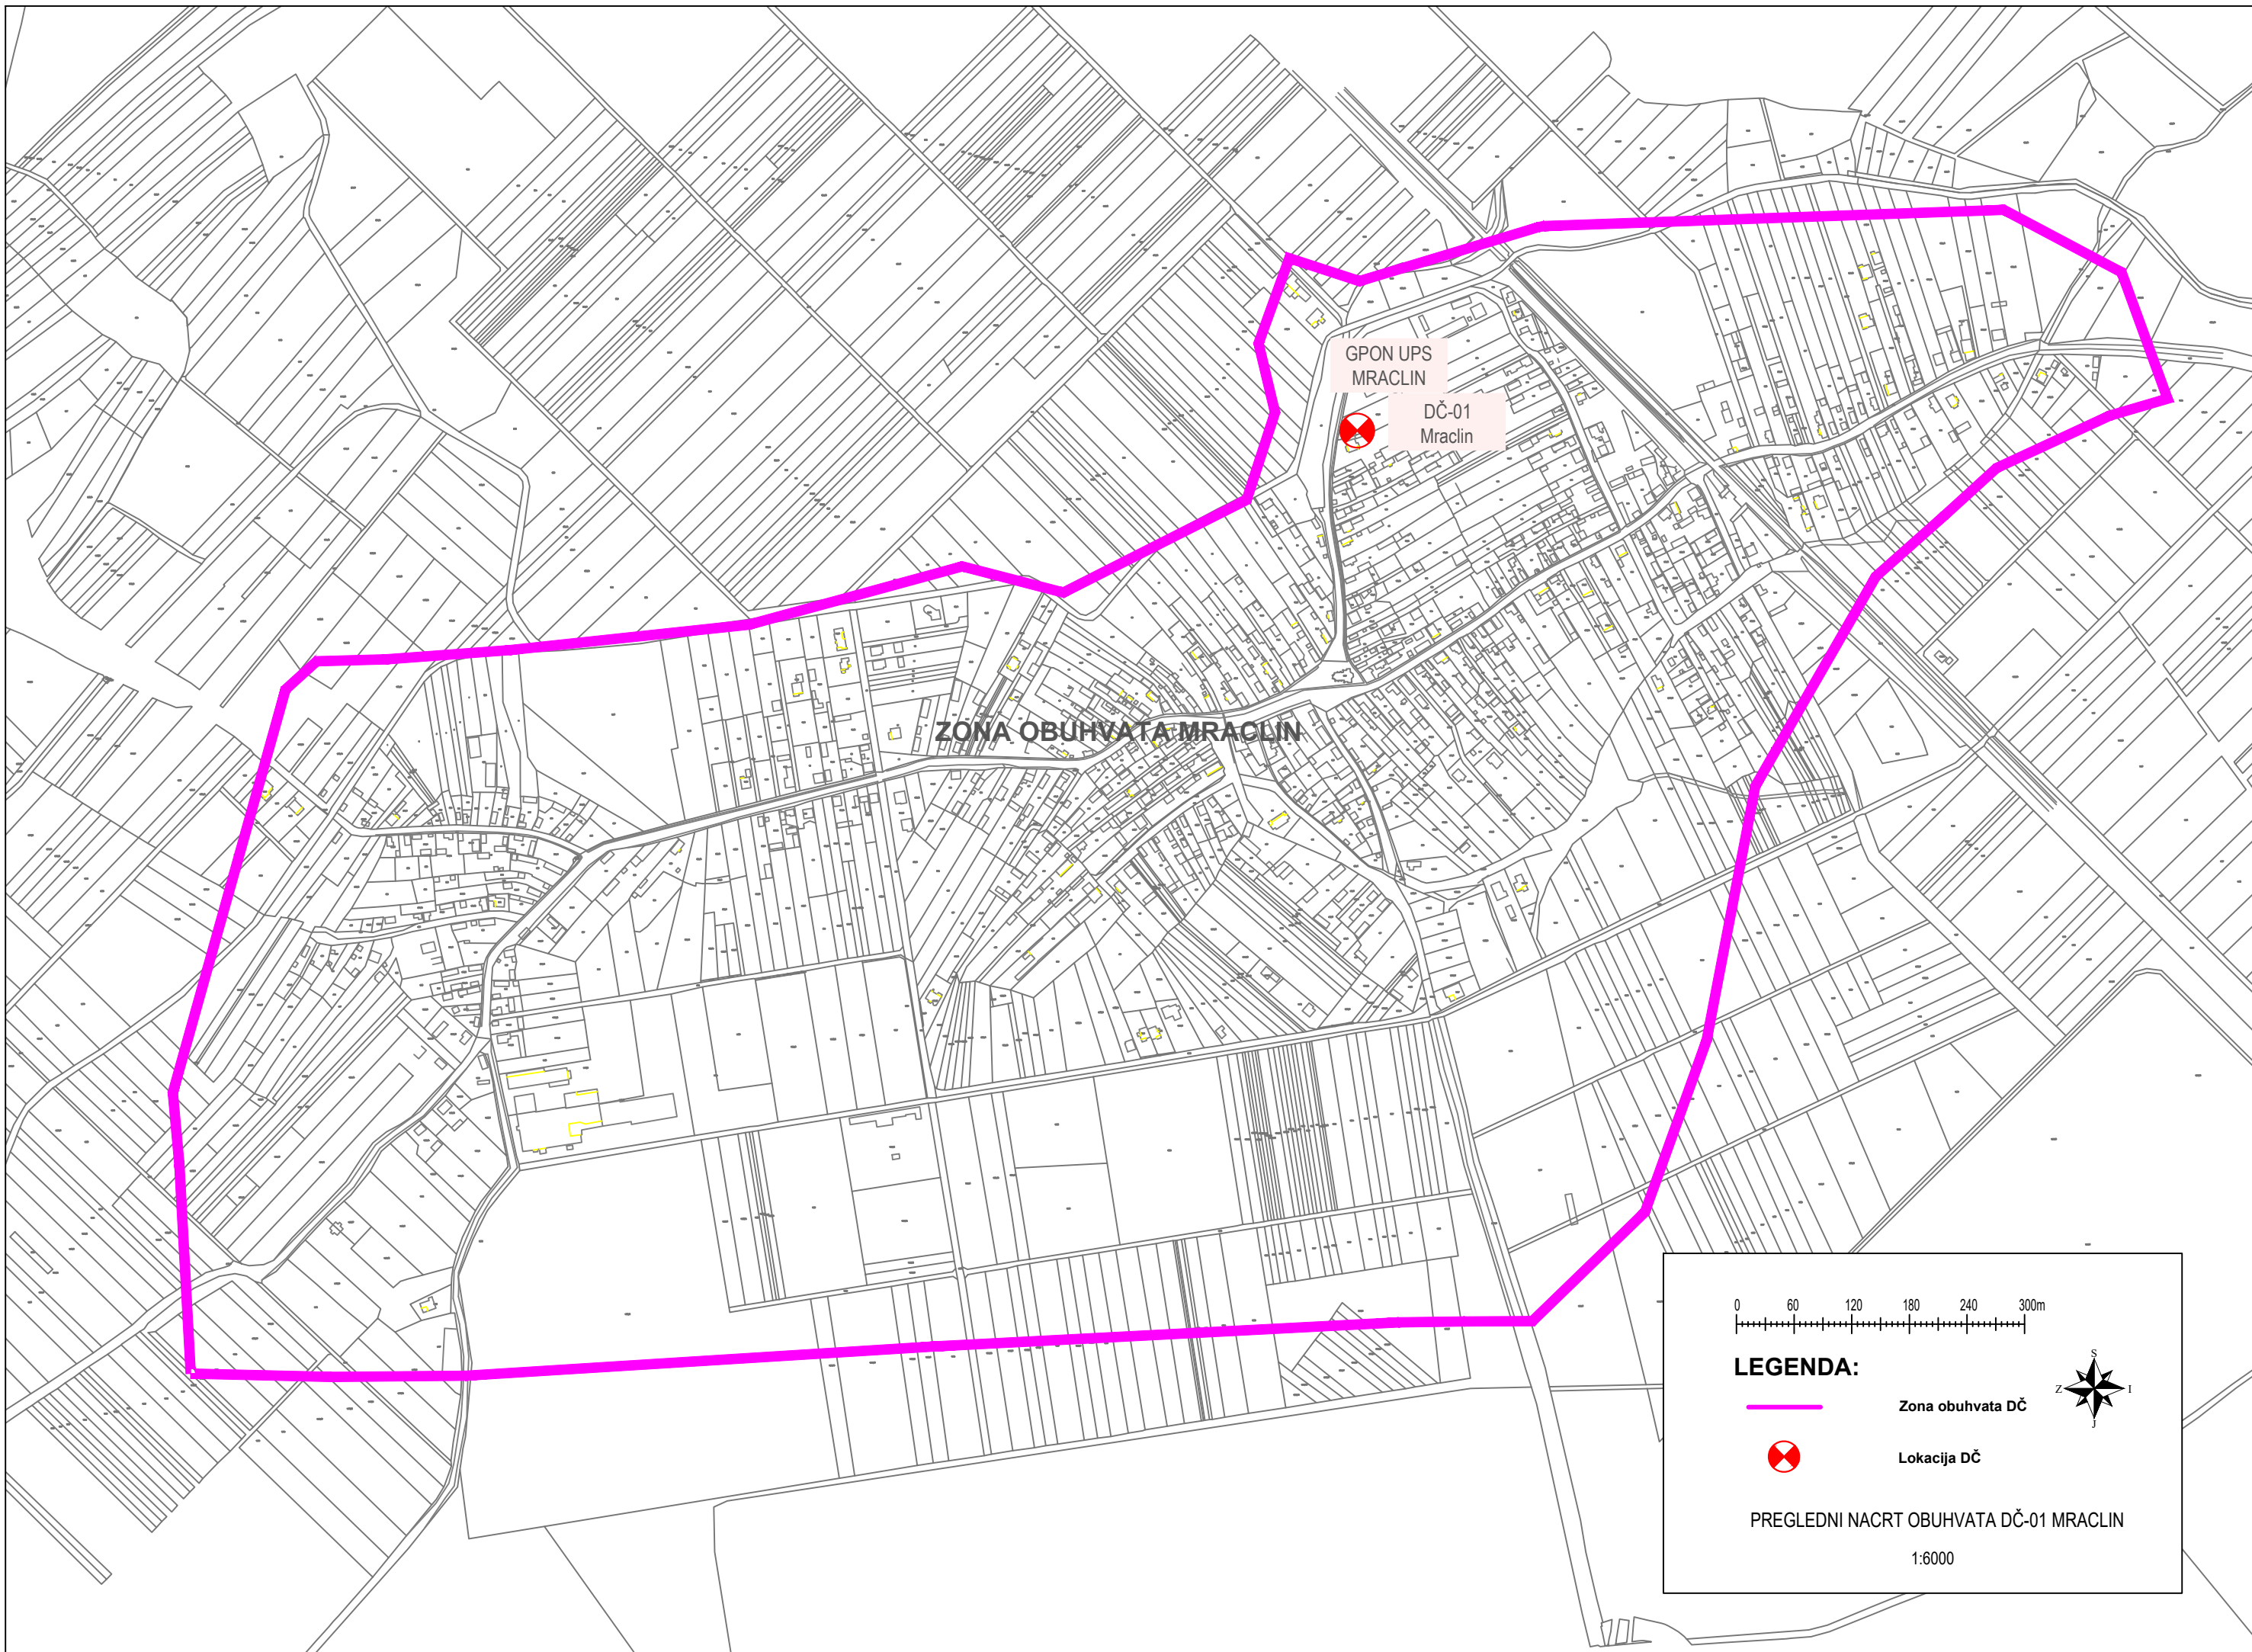 GPON UPS
MRACLIN
DČ-01
Mraclin
ZONA OBUHVATA MRACLIN
0 60 120 180 240 300m
LEGENDA:
S
Z I
J
Zona obuhvata DČ
Lokacija DČ
PREGLEDNI NACRT OBUHVATA DČ-01 MRACLIN
1:6000